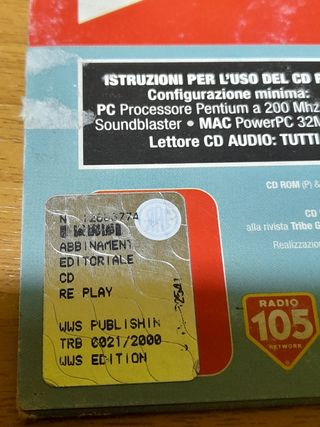 ISTRUZIONI PER L'USO DEL CD R
Configurazione minima:
PC Processore Pentium a 200 Mhz
Soundblaster • MAC PowerPC 32M
Lettore CD AUDIO: TUTTI
CD ROM (P) &
CD
alla rivista Tribe G
Realizzazion
ABBINAMENT
EDITORIALE
CD
RE PLAY
WWS PUBLISHIN
TRB 0021/2000
WWS EDITION
RADIO
105
NETWORK